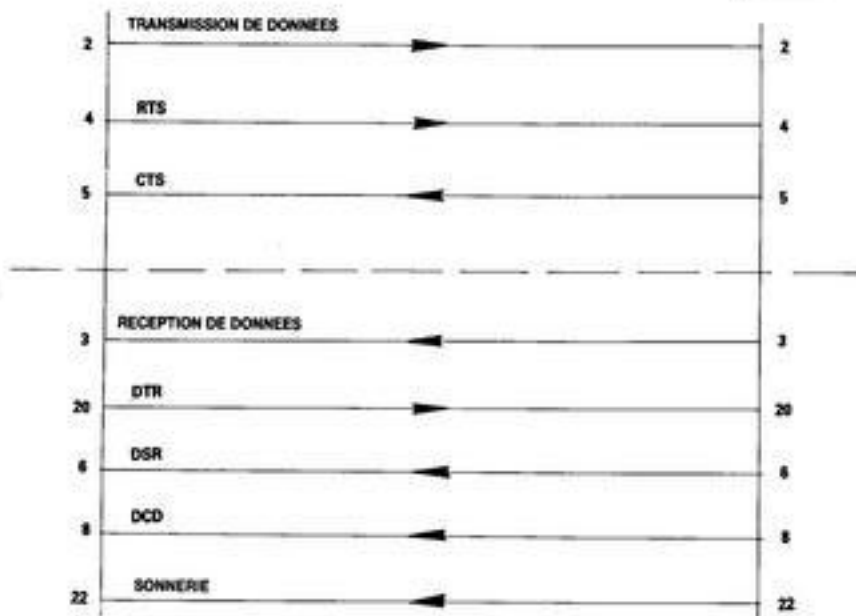 TRANSMISSION DE DONNEES
2 2
RTS
4 4
CTS
5 5
RECEPTION DE DONNEES
3 3
DTR
20 20
DSR
6 6
DCD
8 8
SONNERIE
22 22